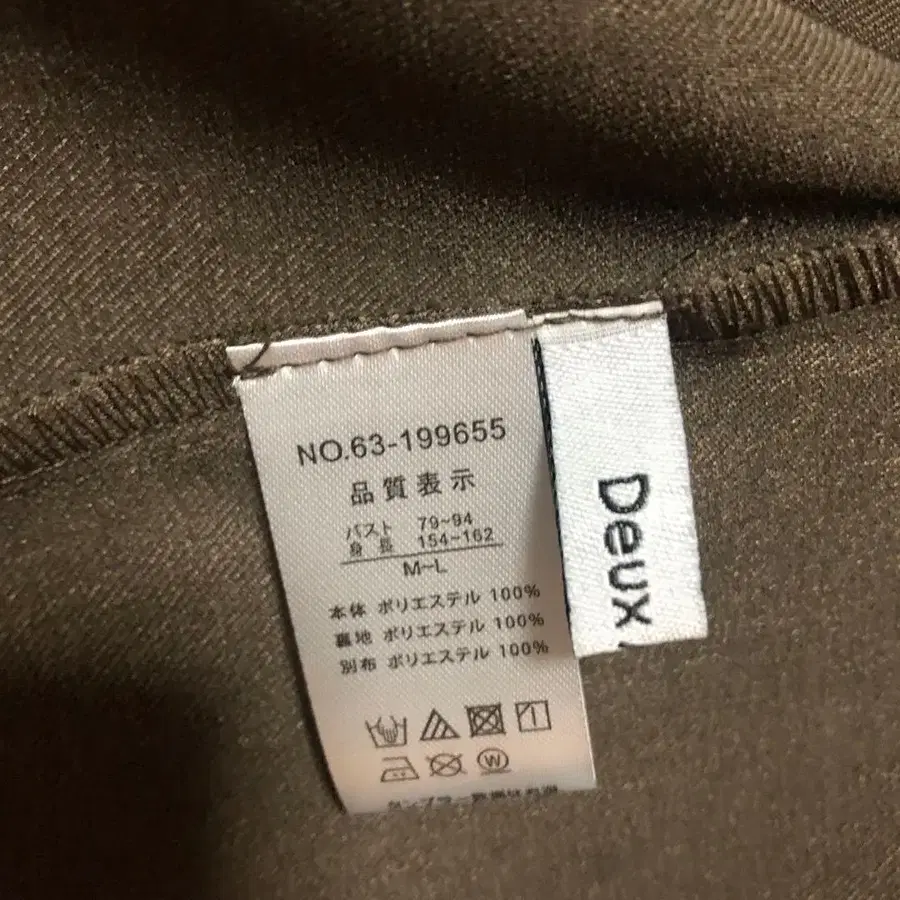 NO.63-199655
品質表示
バスト 79~94
身長 154~162
M~L
本体 ポリエステル 100%
裏地 ポリエステル 100%
別布 ポリエステル 100%
W
Deux